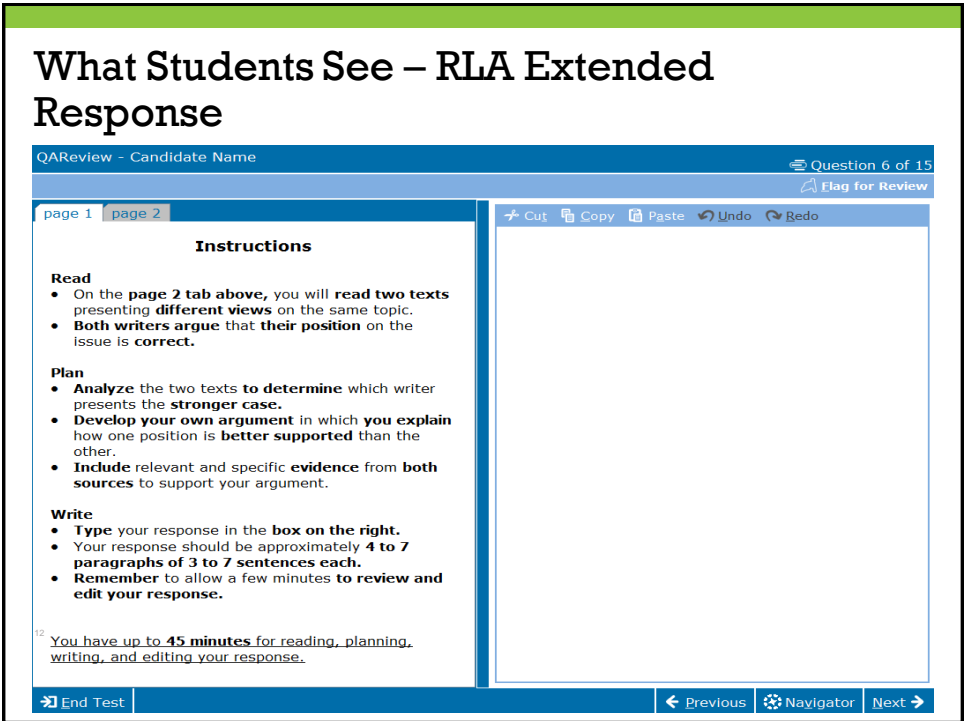 What Students See – RLA Extended
Response
QAReview - Candidate Name
Question 6 of 15
Flag for Review
page 1 page 2
Cut Copy Paste Undo Redo
Instructions
Read
• On the page 2 tab above, you will read two texts
presenting different views on the same topic.
• Both writers argue that their position on the
issue is correct.
Plan
• Analyze the two texts to determine which writer
presents the stronger case.
• Develop your own argument in which you explain
how one position is better supported than the
other.
• Include relevant and specific evidence from both
sources to support your argument.
Write
• Type your response in the box on the right.
• Your response should be approximately 4 to 7
paragraphs of 3 to 7 sentences each.
• Remember to allow a few minutes to review and
edit your response.
12
You have up to 45 minutes for reading, planning,
writing, and editing your response.
End Test Previous Navigator Next